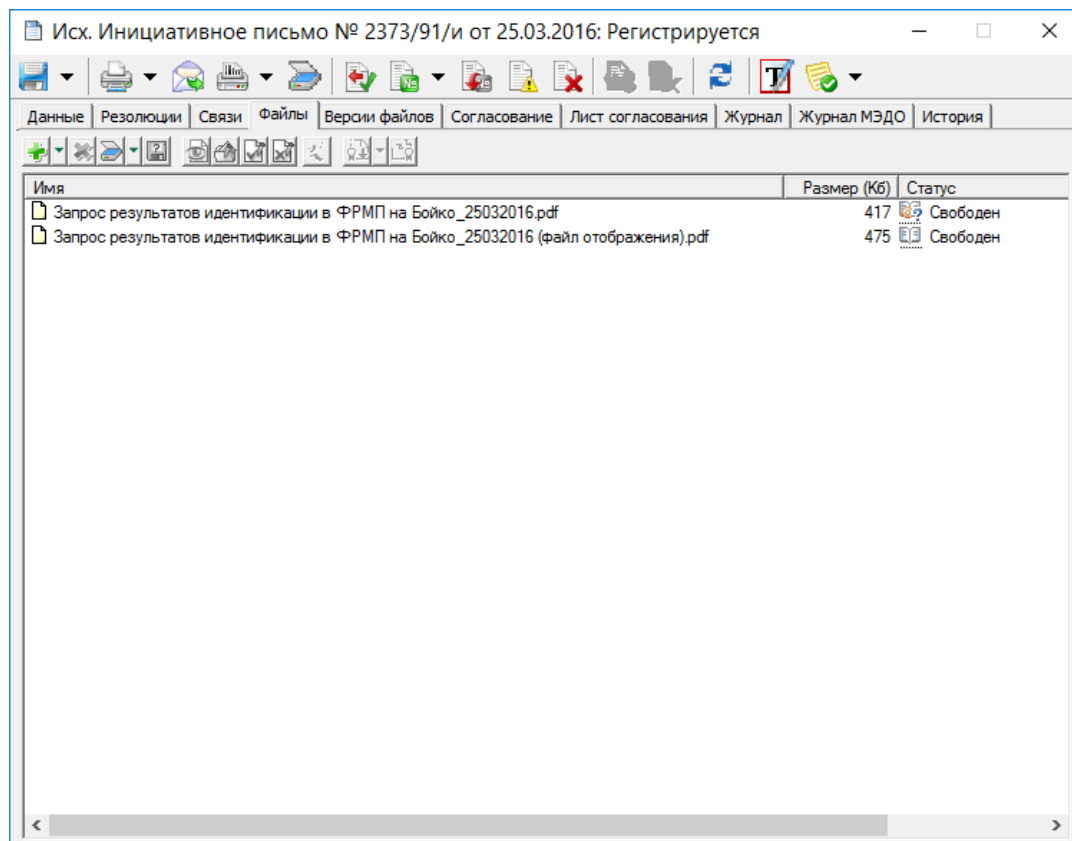 Исх. Инициативное письмо № 2373/91/и от 25.03.2016: Регистрируется
Данные Резолюции Связи Файлы Версии файлов Согласование Лист согласования Журнал Журнал МЭДО История
Имя Размер (Кб) Статус
Запрос результатов идентификации в ФРМП на Бойко_25032016.pdf 417 Свободен
Запрос результатов идентификации в ФРМП на Бойко_25032016 (файл отображения).pdf 475 Свободен